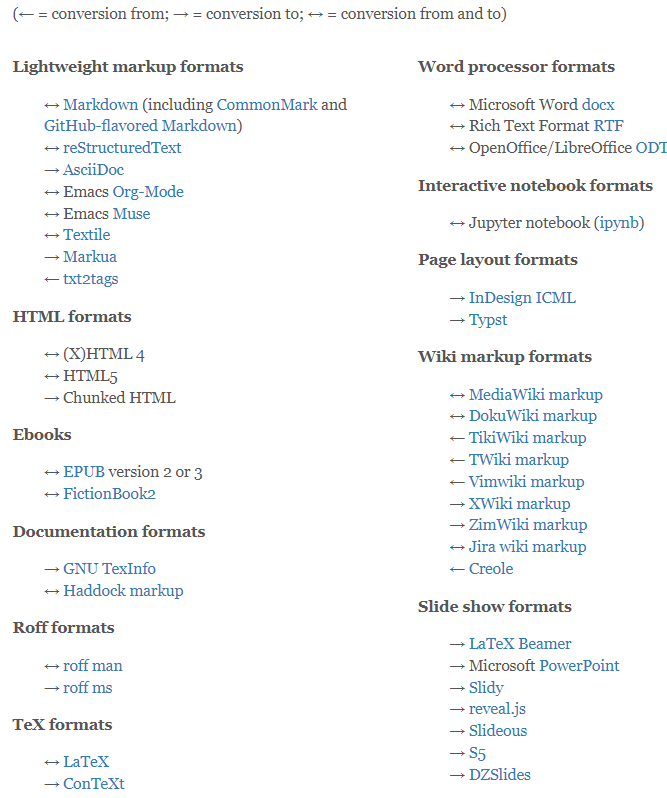 (← = conversion from; → = conversion to; ↔ = conversion from and to)
Lightweight markup formats
↔ Markdown (including CommonMark and
GitHub-flavored Markdown)
↔ reStructuredText
→ AsciiDoc
↔ Emacs Org-Mode
↔ Emacs Muse
↔ Textile
→ Markua
← txt2tags
HTML formats
↔ (X)HTML 4
↔ HTML5
→ Chunked HTML
Ebooks
↔ EPUB version 2 or 3
↔ FictionBook2
Documentation formats
→ GNU TexInfo
↔ Haddock markup
Roff formats
↔ roff man
→ roff ms
TeX formats
↔ LaTeX
→ ConTeXt
Word processor formats
↔ Microsoft Word docx
↔ Rich Text Format RTF
↔ OpenOffice/LibreOffice ODT
Interactive notebook formats
↔ Jupyter notebook (ipynb)
Page layout formats
→ InDesign ICML
→ Typst
Wiki markup formats
↔ MediaWiki markup
↔ DokuWiki markup
← TikiWiki markup
← TWiki markup
← Vimwiki markup
→ XWiki markup
→ ZimWiki markup
↔ Jira wiki markup
← Creole
Slide show formats
→ LaTeX Beamer
→ Microsoft PowerPoint
→ Slidy
→ reveal.js
→ Slideous
→ S5
→ DZSlides